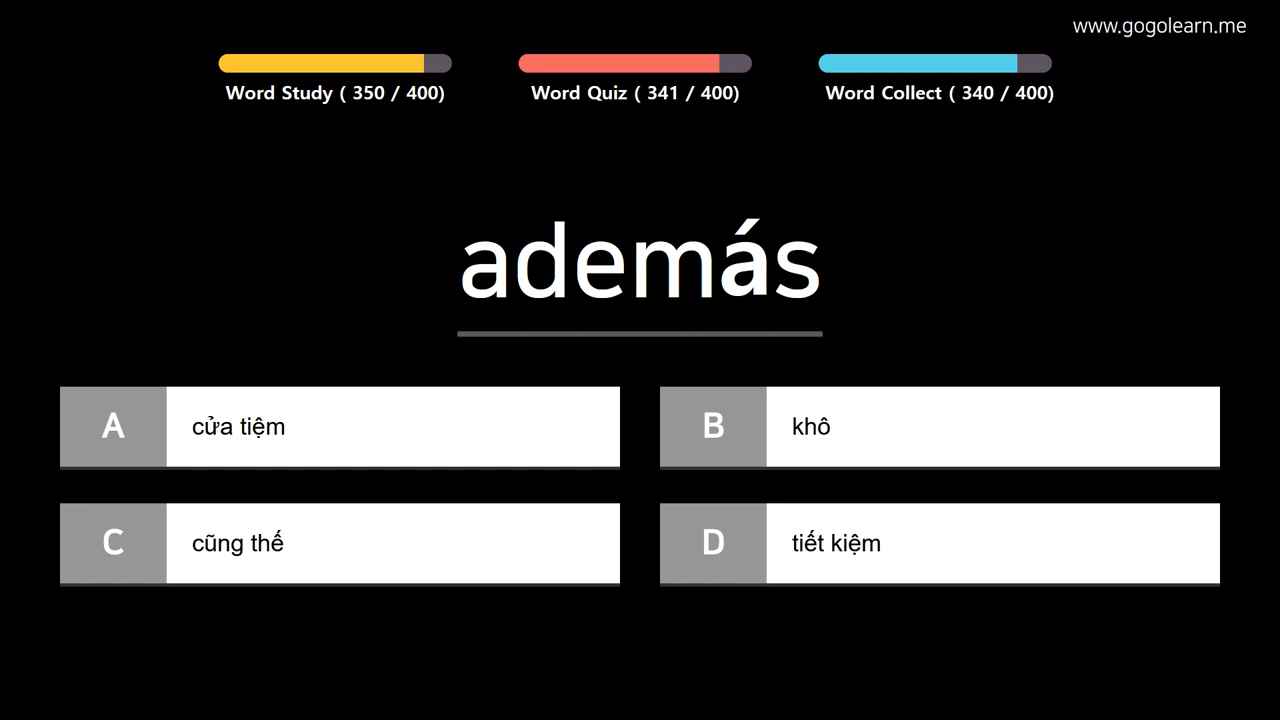 www.gogolearn.me
Word Study ( 350 / 400)
Word Quiz ( 341 / 400)
Word Collect ( 340 / 400)
además
A cửa tiệm
B khô
C cũng thế
D tiết kiệm